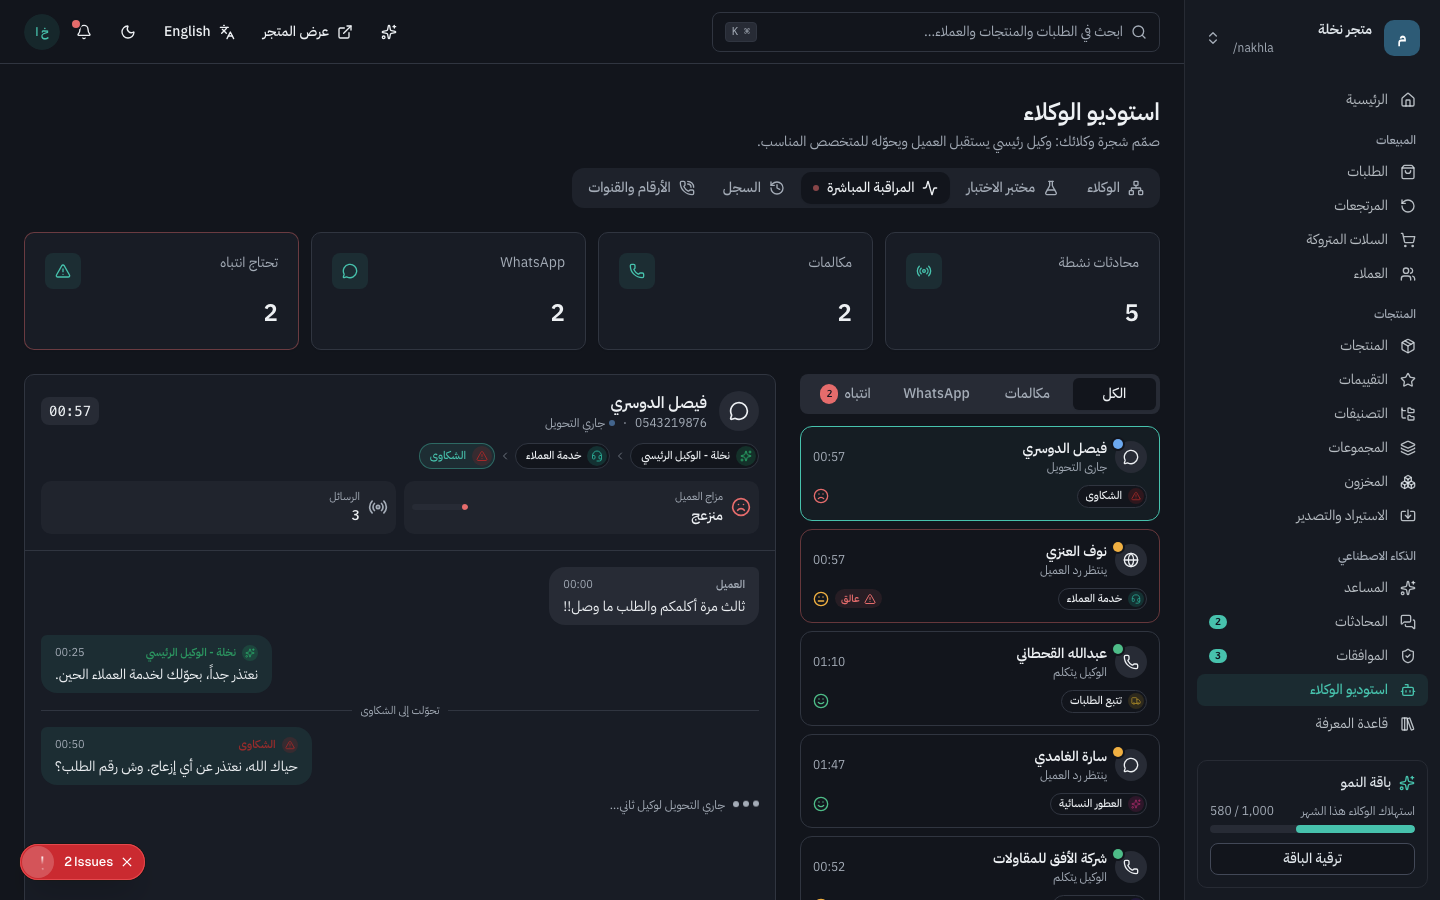 متجر نخلة
/nakhla
م
الرئيسية
المبيعات
الطلبات
المرتجعات
السلات المتروكة
العملاء
المنتجات
المنتجات
التقييمات
التصنيفات
المجموعات
المخزون
الاستيراد والتصدير
الذكاء الاصطناعي
المساعد
المحادثات 2
الموافقات 3
استوديو الوكلاء
قاعدة المعرفة
باقة النمو
استهلاك الوكلاء هذا الشهر 580 / 1,000
ترقية الباقة
ابحث في الطلبات والمنتجات والعملاء... ⌘ K
عرض المتجر
English
خ ا
استوديو الوكلاء
صمّم شجرة وكلائك: وكيل رئيسي يستقبل العميل ويحوّله للمتخصص المناسب.
الوكلاء
مختبر الاختبار
المراقبة المباشرة
السجل
الأرقام والقنوات
محادثات نشطة
5
مكالمات
2
WhatsApp
2
تحتاج انتباه
2
الكل
مكالمات
WhatsApp
انتباه 2
فيصل الدوسري 00:57
جاري التحويل
الشكاوى
نوف العنزي 00:57
ينتظر رد العميل
خدمة العملاء
عالق
عبدالله القحطاني 01:10
الوكيل يتكلم
تتبع الطلبات
سارة الغامدي 01:47
ينتظر رد العميل
العطور النسائية
شركة الأفق للمقاولات 00:52
الوكيل يتكلم
فيصل الدوسري 00:57
0543219876 · جاري التحويل
نخلة - الوكيل الرئيسي
خدمة العملاء
الشكاوى
مزاج العميل
منزعج
الرسائل
3
العميل 00:00
ثالث مرة أكلمكم والطلب ما وصل!!
نخلة - الوكيل الرئيسي 00:25
نعتذر جداً، بحوّلك لخدمة العملاء الحين.
تحوّلت إلى الشكاوى
الشكاوى 00:50
حياك الله، نعتذر عن أي إزعاج. وش رقم الطلب؟
جاري التحويل لوكيل ثاني...
2 Issues